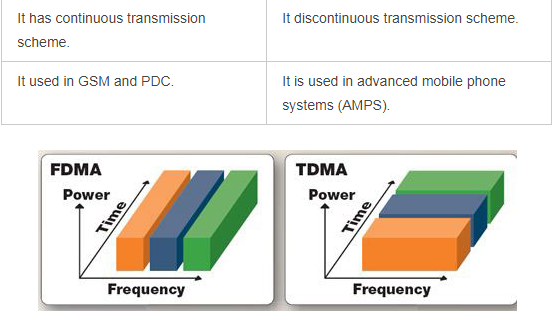 It has continuous transmission
scheme.
It discontinuous transmission scheme.
It used in GSM and PDC.
It is used in advanced mobile phone
systems (AMPS).
FDMA
Power
Time
Frequency
TDMA
Power
Time
Frequency